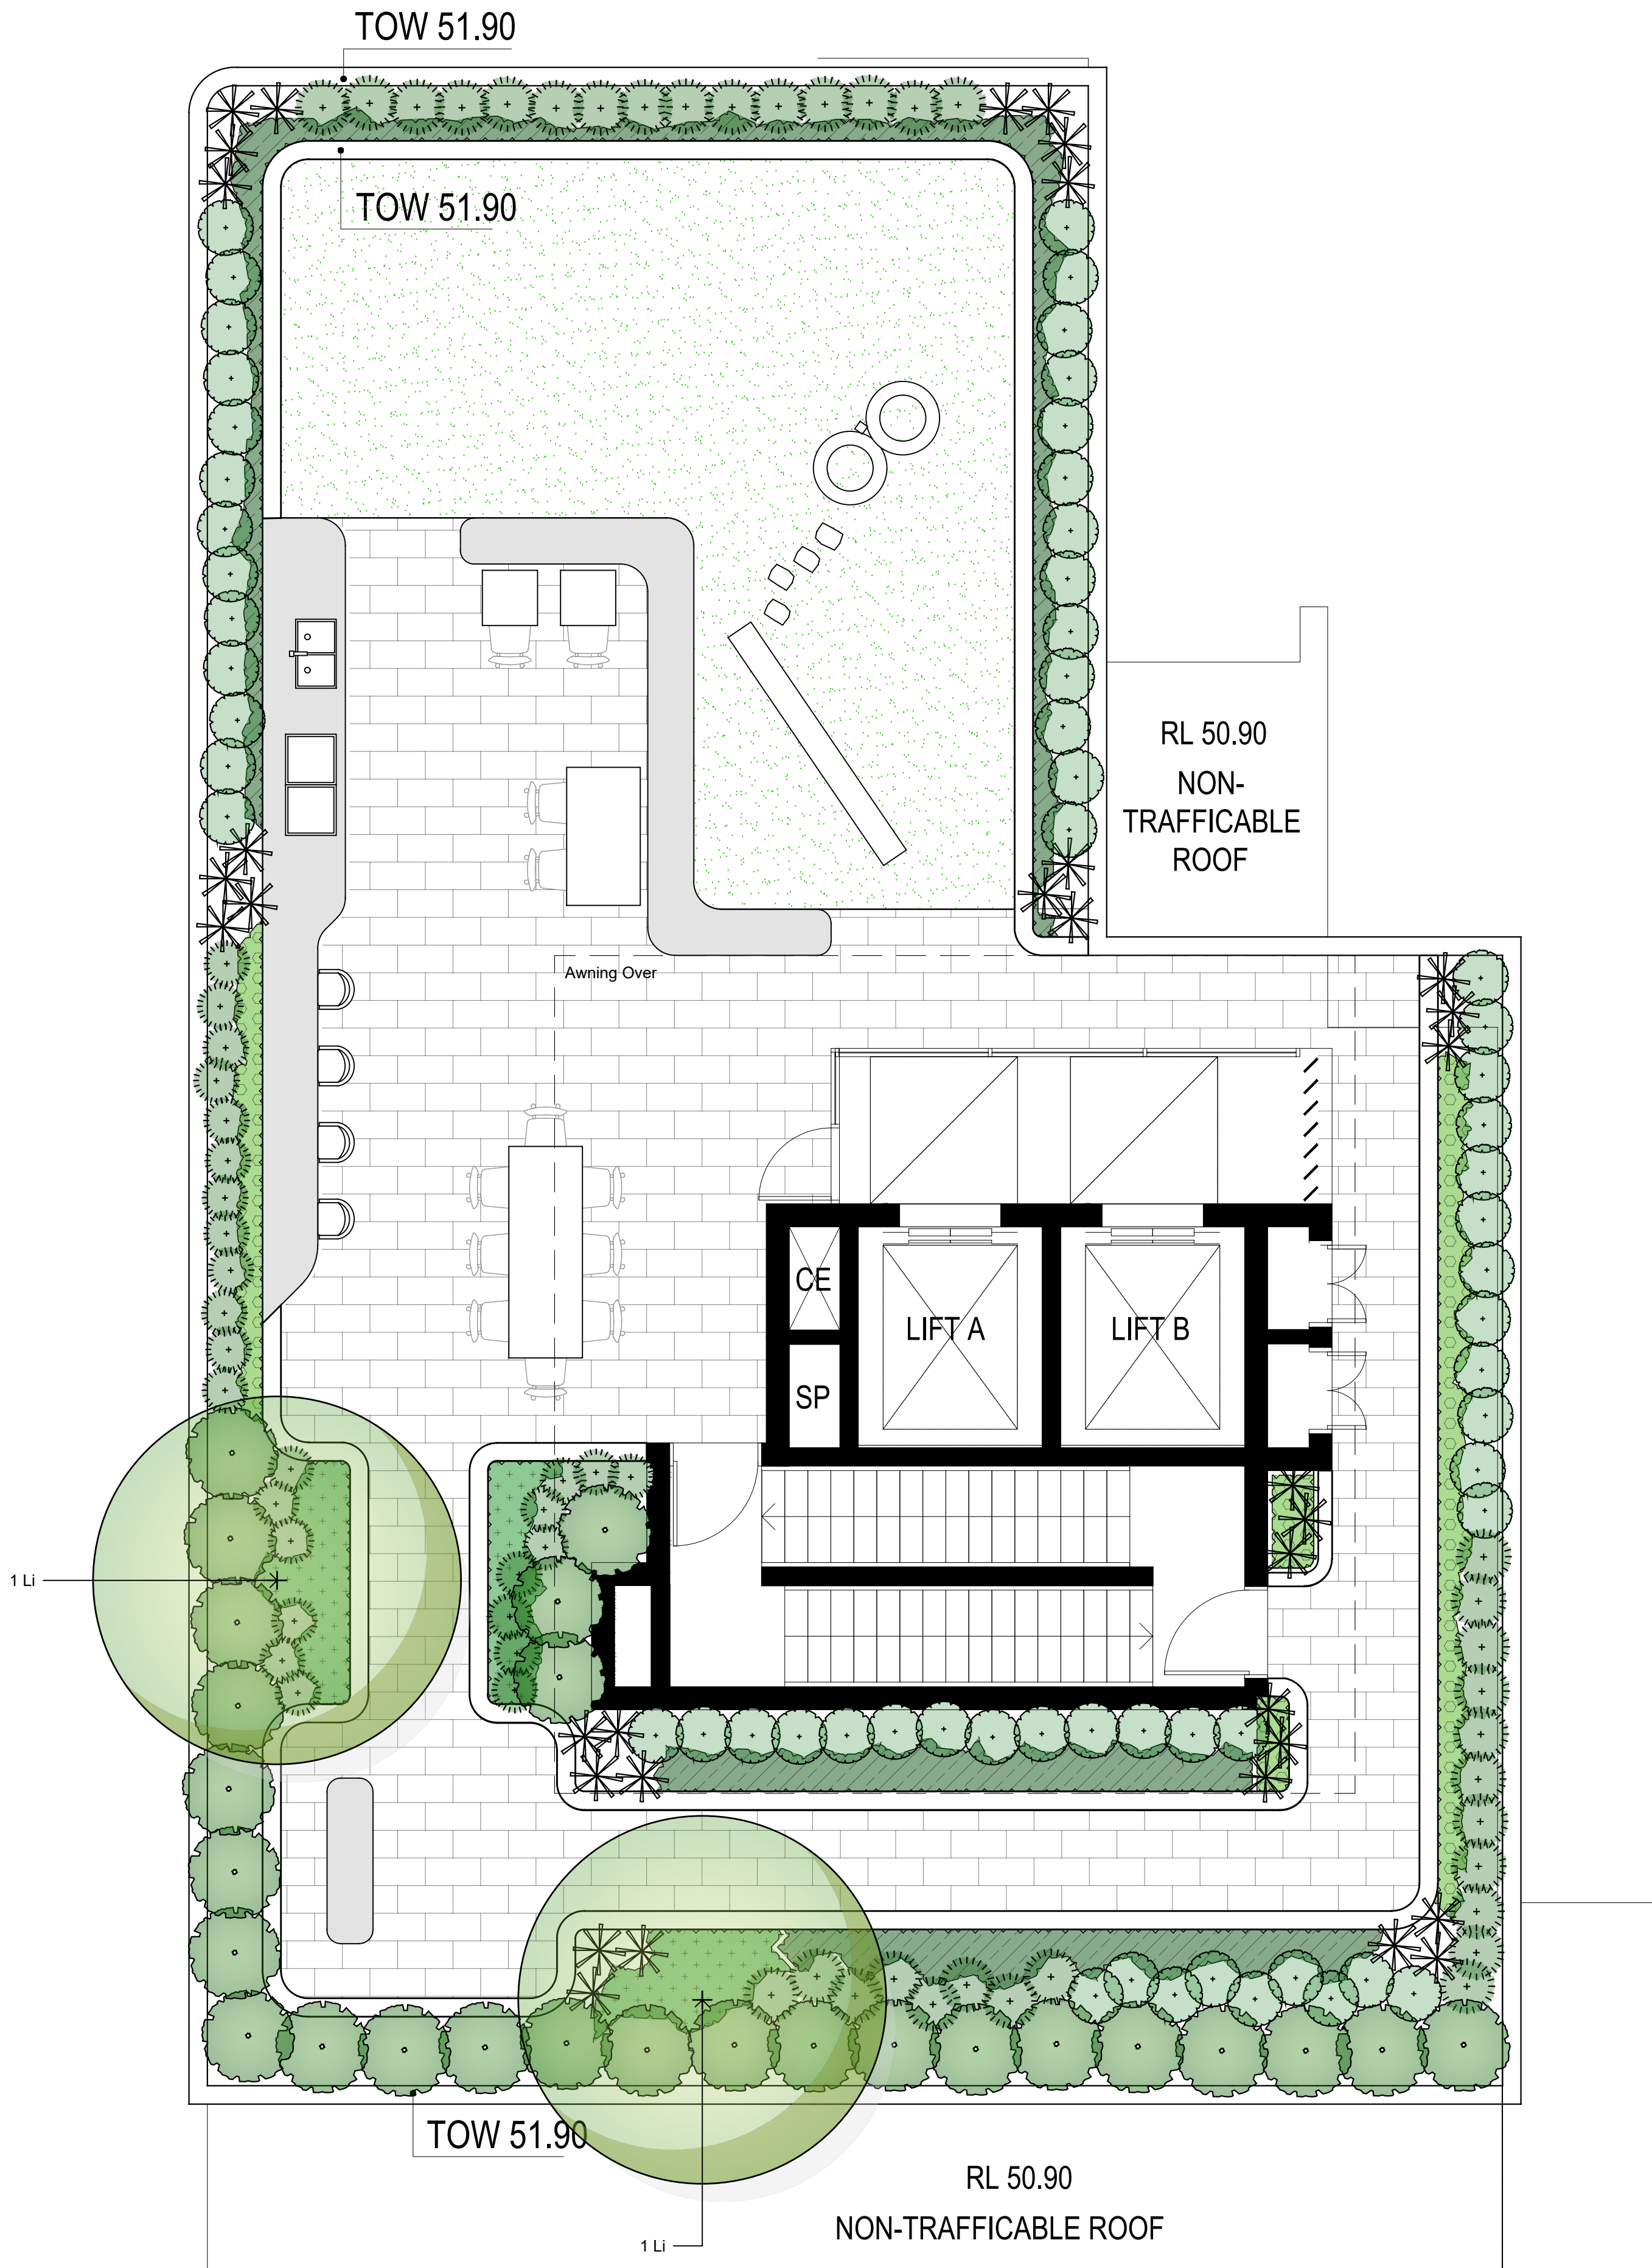 TOW 51.90
TOW 51.90
RL 50.90
NON-
TRAFFICABLE
ROOF
Awning Over
CE
LIFT A
LIFT B
SP
1 Li
TOW 51.90
RL 50.90
NON-TRAFFICABLE ROOF
1 Li